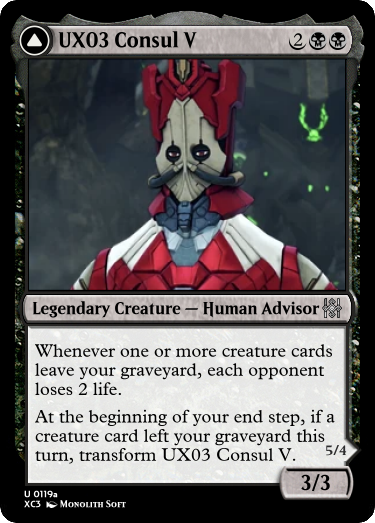 UX03 Consul V 2
Legendary Creature — Human Advisor
Whenever one or more creature cards
leave your graveyard, each opponent
loses 2 life.
At the beginning of your end step, if a
creature card left your graveyard this
turn, transform UX03 Consul V.
5/4
3/3
U 0119a
XC3 Monolith Soft